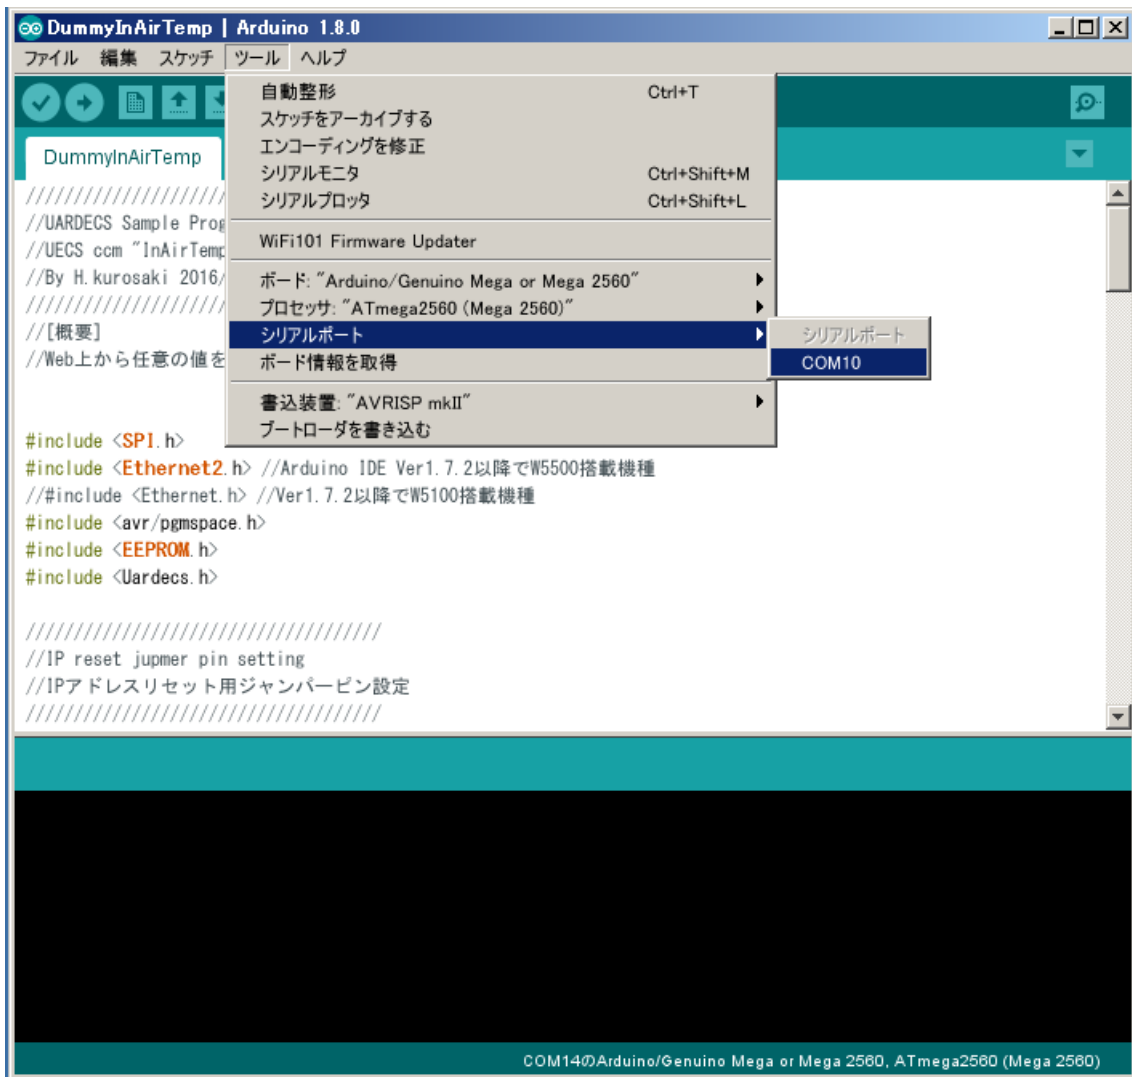 DummyInAirTemp | Arduino 1.8.0
ファイル 編集 スケッチ ツール ヘルプ
自動整形 Ctrl+T
スケッチをアーカイブする
エンコーディングを修正
シリアルモニタ Ctrl+Shift+M
シリアルプロッタ Ctrl+Shift+L
WiFi101 Firmware Updater
ボード: "Arduino/Genuino Mega or Mega 2560"
プロセッサ: "ATmega2560 (Mega 2560)"
シリアルポート
ボード情報を取得
書込装置: "AVRISP mkII"
ブートローダを書き込む
シリアルポート
COM10
DummyInAirTemp
//////////////////////
//UARDECS Sample Prog
//UECS ccm "InAirTemp
//By H.kurosaki 2016/
//////////////////////
//[概要]
//Web上から任意の値を
#include <SPI.h>
#include <Ethernet2.h> //Arduino IDE Ver1.7.2以降でW5500搭載機種
//#include <Ethernet.h> //Ver1.7.2以降でW5100搭載機種
#include <avr/pgmspace.h>
#include <EEPROM.h>
#include <Uardecs.h>
/////////////////////////////////////
//IP reset jupmer pin setting
//IPアドレスリセット用ジャンパーピン設定
/////////////////////////////////////
COM14のArduino/Genuino Mega or Mega 2560, ATmega2560 (Mega 2560)